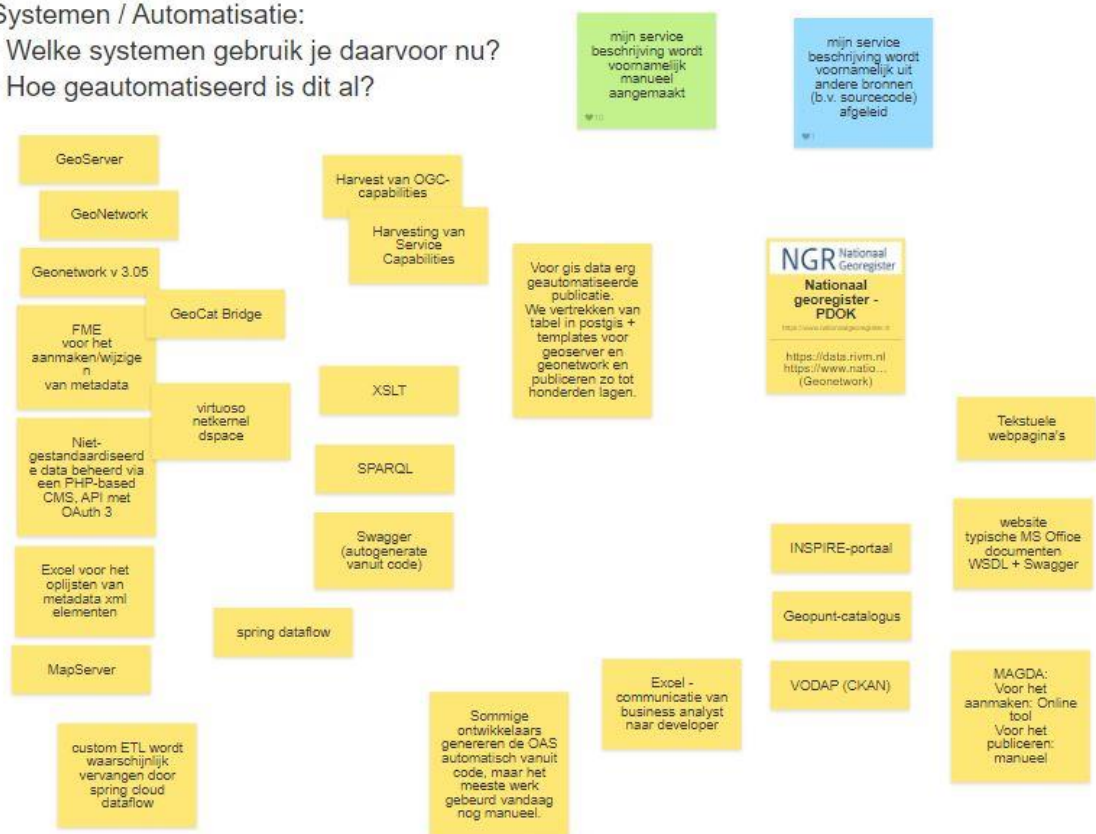 Systemen / Automatisatie:
Welke systemen gebruik je daarvoor nu?
Hoe geautomatiseerd is dit al?
mijn service
beschrijving wordt
voornamelijk
manueel
aangemaakt
10
mijn service
beschrijving wordt
voornamelijk uit
andere bronnen
(b.v. sourcecode)
afgeleid
1
GeoServer
GeoNetwork
Geonetwork v 3.05
GeoCat Bridge
FME
voor het
aanmaken/wijzige
n
van metadata
virtuoso
netkernel
dspace
Niet-
gestandaardiseerd
e data beheerd via
een PHP-based
CMS, API met
OAuth 3
Excel voor het
oplijsten van
metadata xml
elementen
MapServer
custom ETL wordt
waarschijnlijk
vervangen door
spring cloud
dataflow
spring dataflow
Harvest van OGC-
capabilities
Harvesting van
Service
Capabilities
XSLT
SPARQL
Swagger
(autogenerate
vanuit code)
Voor gis data erg
geautomatiseerde
publicatie.
We vertrekken van
tabel in postgis +
templates voor
geoserver en
geonetwork en
publiceren zo tot
honderden lagen.
Sommige
ontwikkelaars
genereren de OAS
automatisch vanuit
code, maar het
meeste werk
gebeurd vandaag
nog manueel.
Excel -
communicatie van
business analyst
naar developer
NGR Nationaal
Georegister
Nationaal
georegister -
PDOK
https://www.nationaalgeoregister.nl
https://data.rivm.nl
https://www.natio...
(Geonetwork)
INSPIRE-portaal
Geopunt-catalogus
VODAP (CKAN)
Tekstuele
webpagina's
website
typische MS Office
documenten
WSDL + Swagger
MAGDA:
Voor het
aanmaken: Online
tool
Voor het
publiceren:
manueel